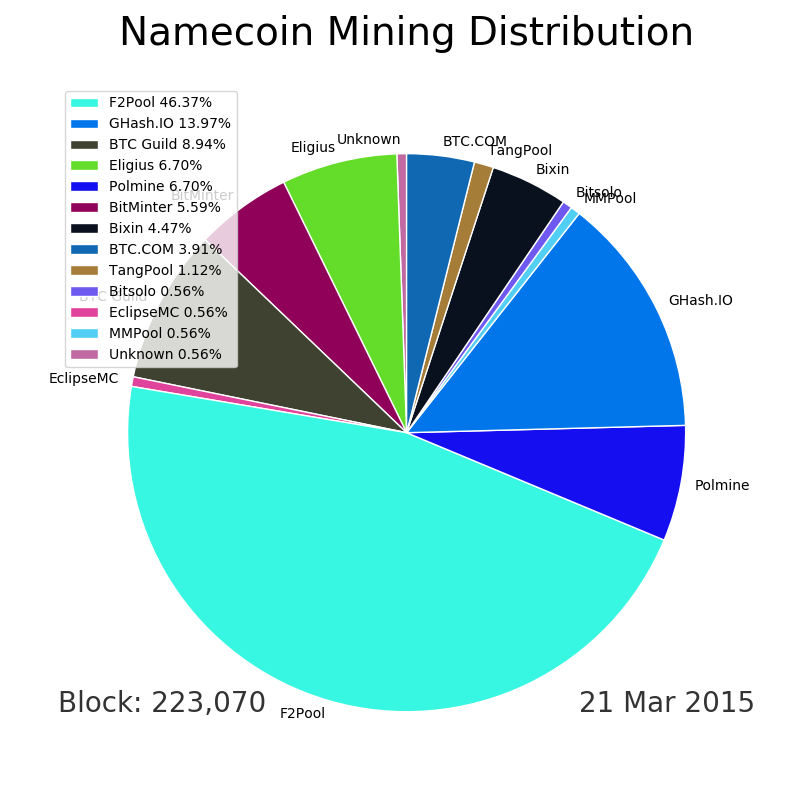 Namecoin Mining Distribution
F2Pool 46.37%
GHash.IO 13.97%
BTC Guild 8.94%
Eligius 6.70%
Polmine 6.70%
BitMinter 5.59%
Bixin 4.47%
BTC.COM 3.91%
TangPool 1.12%
Bitsolo 0.56%
EclipseMC 0.56%
MMPool 0.56%
Unknown 0.56%
Unknown
BTC.COM
TangPool
Eligius
Bixin
Bitsolo
MMPool
BitMinter
BTC Guild
GHash.IO
EclipseMC
Polmine
F2Pool
Block: 223,070
21 Mar 2015